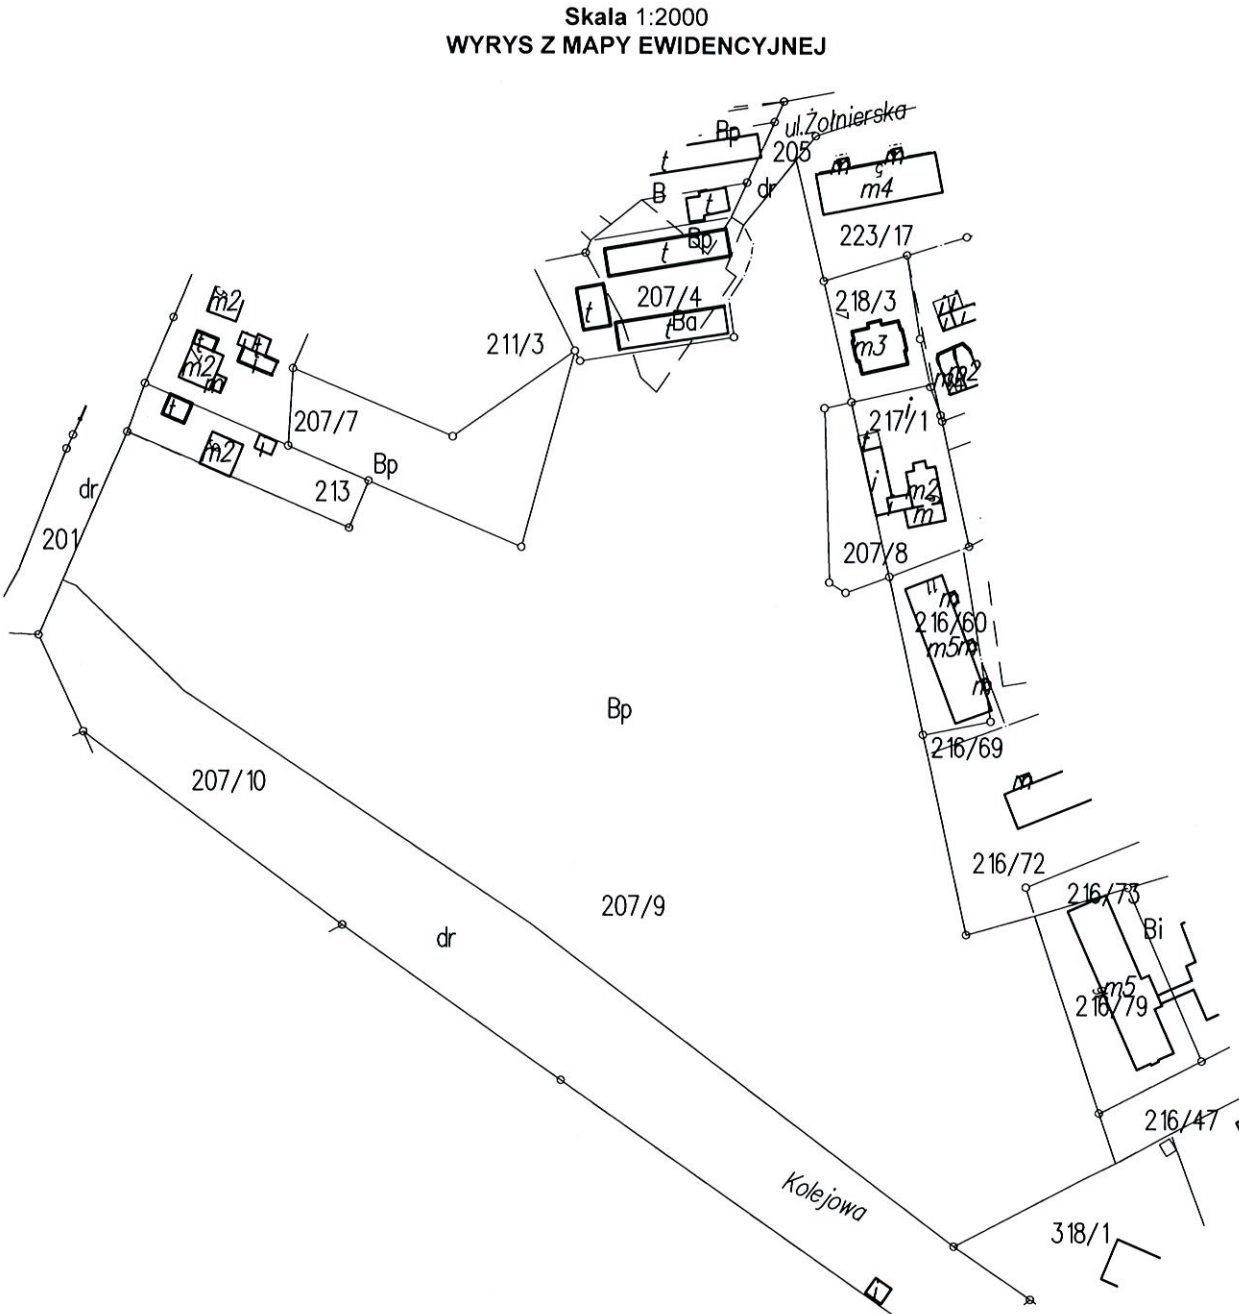 Skala 1:2000
WYRYS Z MAPY EWIDENCYJNEJ
ul.Żołnierska
Bp
205
t
m4
B
dr
t
223/17
Bp
t
m2
207/4
218/3
t
t
Ba
211/3
m3
t
m2
m
m2
i
t
207/7
217/1
m2
i
Bp
t
i
dr
213
m2
m
201
207/8
m
216/60
m5
m
m
Bp
216/69
207/10
m
216/72
216/73
207/9
Bi
dr
m5
216/79
216/47
Kolejowa
318/1
i